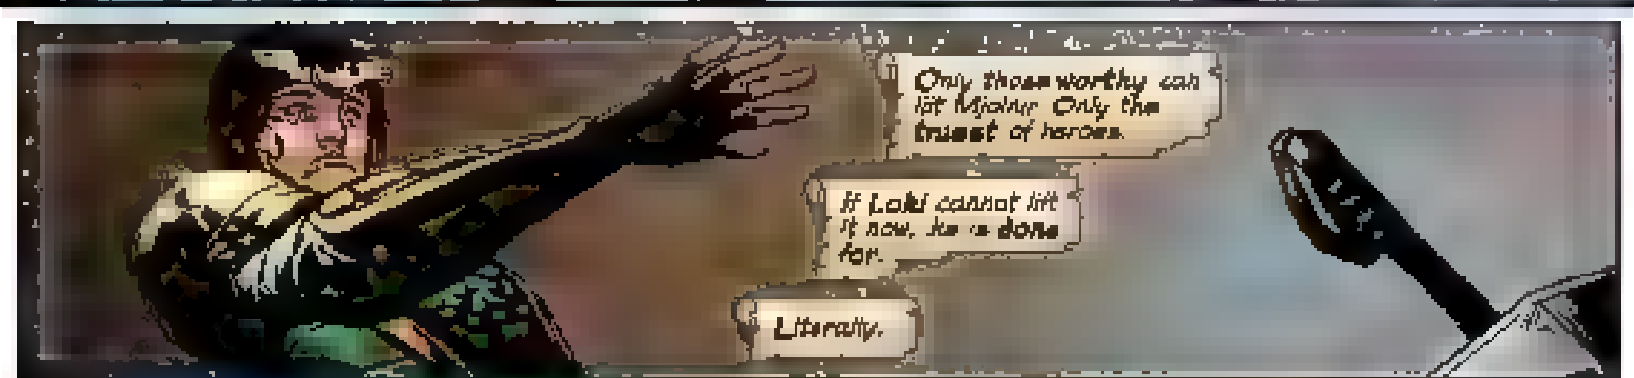 Only those worthy can
lift Mjolnir. Only the
truest of heroes.
If Loki cannot lift
it now, he is done
for.
Literally.